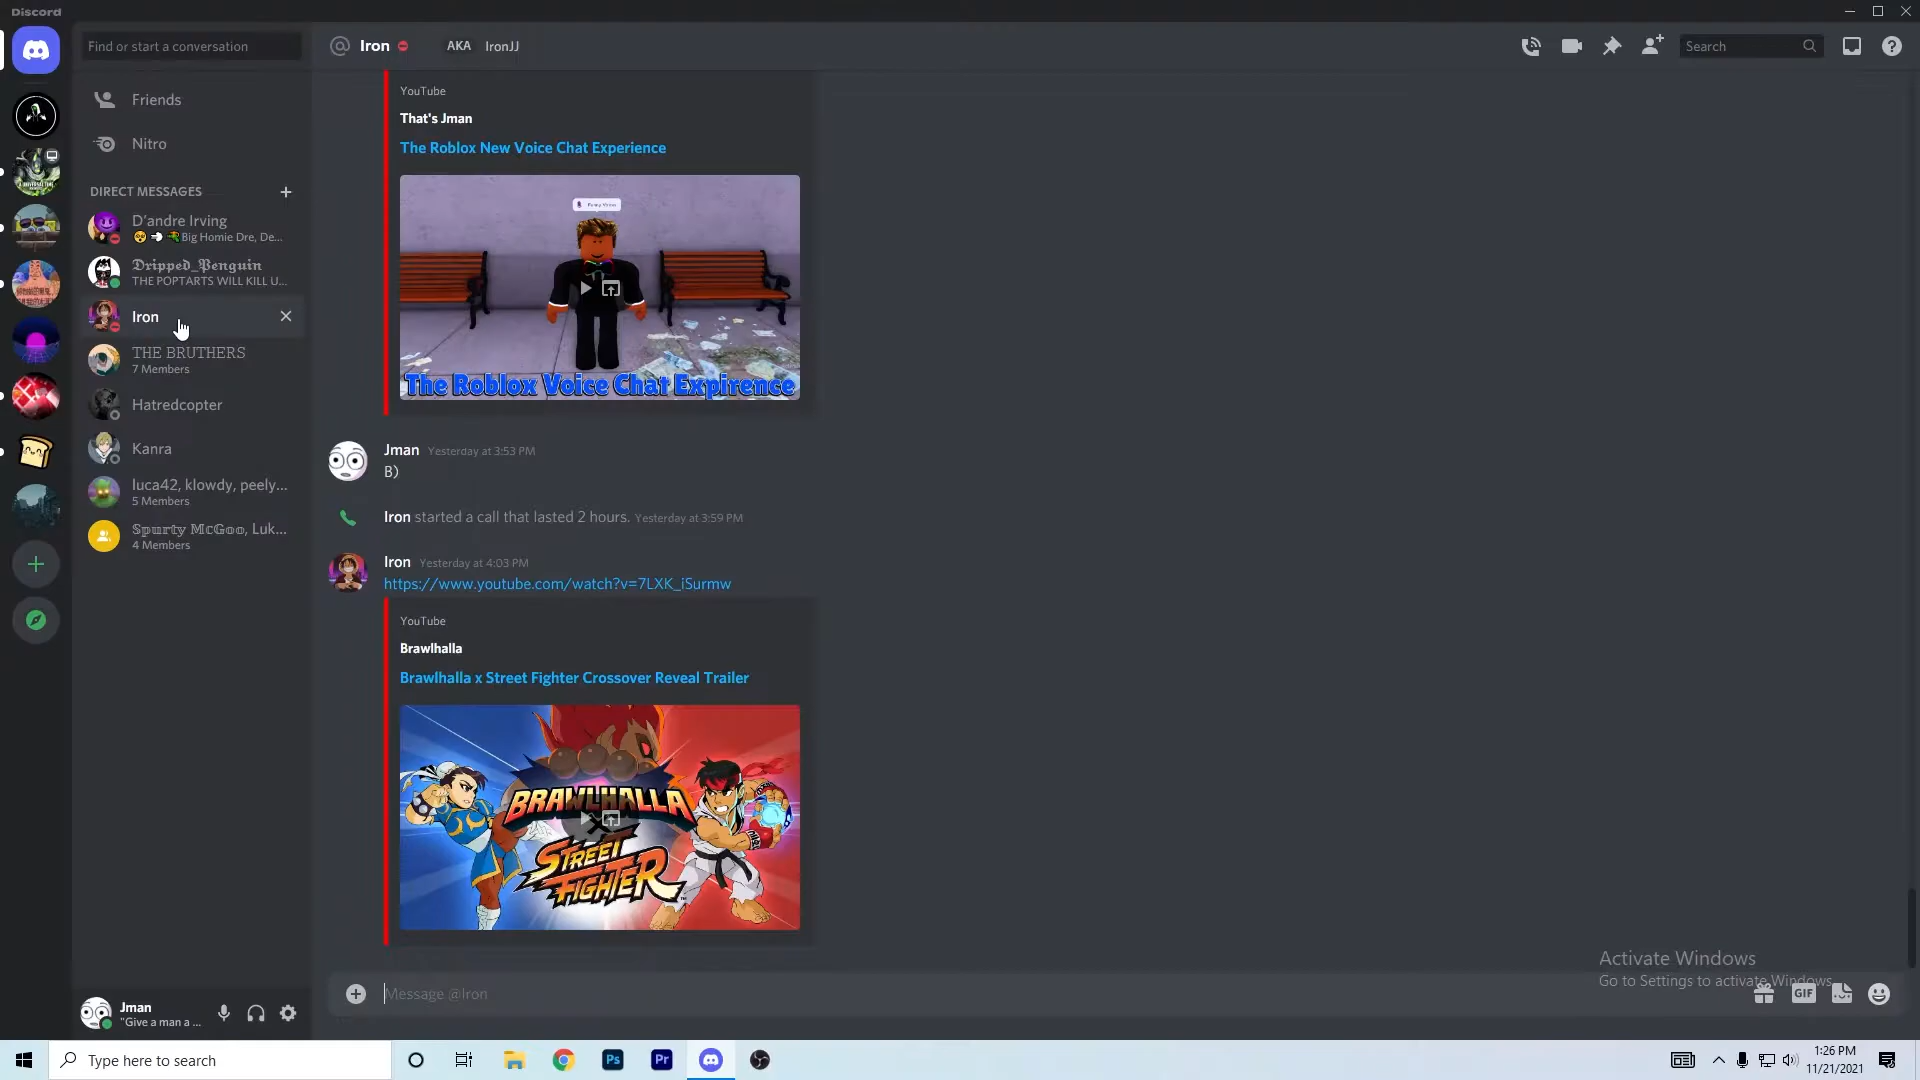 Discord
Find or start a conversation
Friends
Nitro
DIRECT MESSAGES
D'andre Irving
Big Homie Dre, De...
𝕯𝖗𝖎𝖕𝖕𝖊𝖉_𝕻𝖊𝖓𝖌𝖚𝖎𝖓
THE POPTARTS WILL KILL U...
Iron
THE BRUTHERS
7 Members
Hatredcopter
Kanra
luca42, klowdy, peely...
5 Members
𝕊𝕡𝕦𝕣𝕥𝕪 𝕄𝕔𝔾𝕠𝕠, Luk...
4 Members
Jman
"Give a man a ...
Iron
AKA
IronJJ
Search
YouTube
That's Jman
The Roblox New Voice Chat Experience
The Roblox Voice Chat Expirence
Jman Yesterday at 3:53 PM
B)
Iron started a call that lasted 2 hours. Yesterday at 3:59 PM
Iron Yesterday at 4:03 PM
https://www.youtube.com/watch?v=7LXK_iSurmw
YouTube
Brawlhalla
Brawlhalla x Street Fighter Crossover Reveal Trailer
BRAWLHALLA
X
STREET
FIGHTER
Message @Iron
GIF
Activate Windows
Go to Settings to activate Windows.
Type here to search
Ps
Pr
1:26 PM
11/21/2021